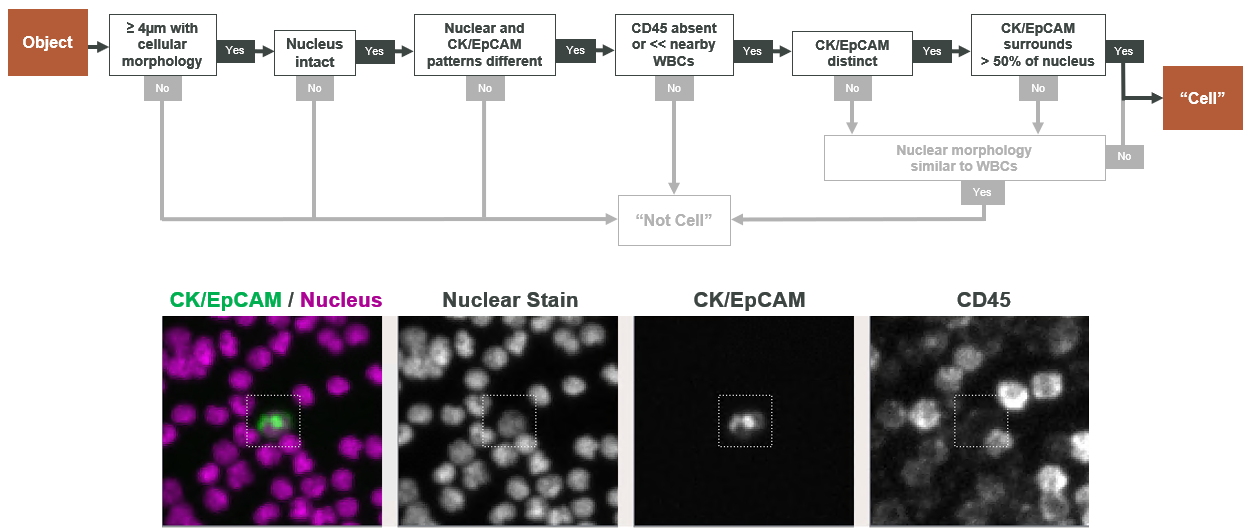 Object
≥ 4µm with
cellular
morphology
Yes
Nucleus
intact
Yes
Nuclear and
CK/EpCAM
patterns different
Yes
CD45 absent
or << nearby
WBCs
Yes
CK/EpCAM
distinct
Yes
CK/EpCAM
surrounds
> 50% of nucleus
Yes
“Cell”
No
No
No
No
No
No
Nuclear morphology
similar to WBCs
No
Yes
“Not Cell”
CK/EpCAM / Nucleus
Nuclear Stain
CK/EpCAM
CD45